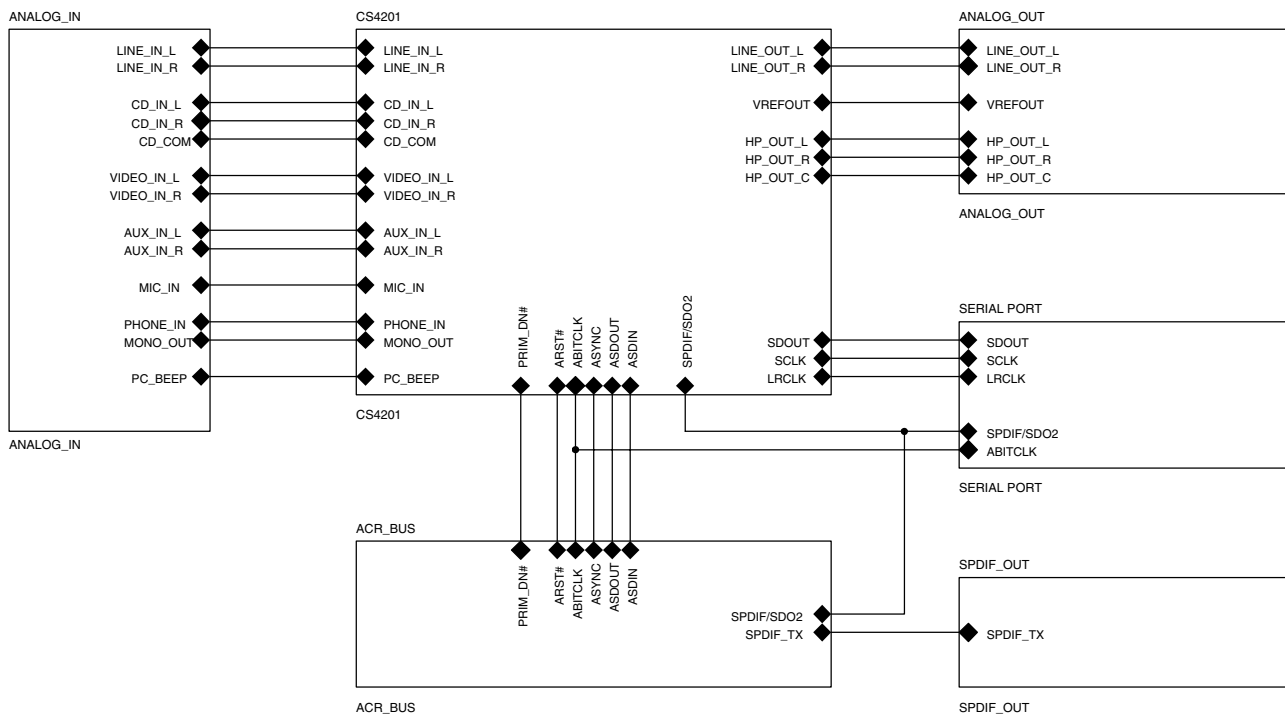 ANALOG_IN
LINE_IN_L
LINE_IN_R
CD_IN_L
CD_IN_R
CD_COM
VIDEO_IN_L
VIDEO_IN_R
AUX_IN_L
AUX_IN_R
MIC_IN
PHONE_IN
MONO_OUT
PC_BEEP
ANALOG_IN
CS4201
LINE_IN_L
LINE_IN_R
CD_IN_L
CD_IN_R
CD_COM
VIDEO_IN_L
VIDEO_IN_R
AUX_IN_L
AUX_IN_R
MIC_IN
PHONE_IN
MONO_OUT
PC_BEEP
LINE_OUT_L
LINE_OUT_R
VREFOUT
HP_OUT_L
HP_OUT_R
HP_OUT_C
SDOUT
SCLK
LRCLK
PRIM_DN#
ARST#
ABITCLK
ASYNC
ASDOUT
ASDIN
SPDIF/SDO2
CS4201
ANALOG_OUT
LINE_OUT_L
LINE_OUT_R
VREFOUT
HP_OUT_L
HP_OUT_R
HP_OUT_C
ANALOG_OUT
SERIAL PORT
SDOUT
SCLK
LRCLK
SPDIF/SDO2
ABITCLK
SERIAL PORT
ACR_BUS
PRIM_DN#
ARST#
ABITCLK
ASYNC
ASDOUT
ASDIN
SPDIF/SDO2
SPDIF_TX
ACR_BUS
SPDIF_OUT
SPDIF_TX
SPDIF_OUT